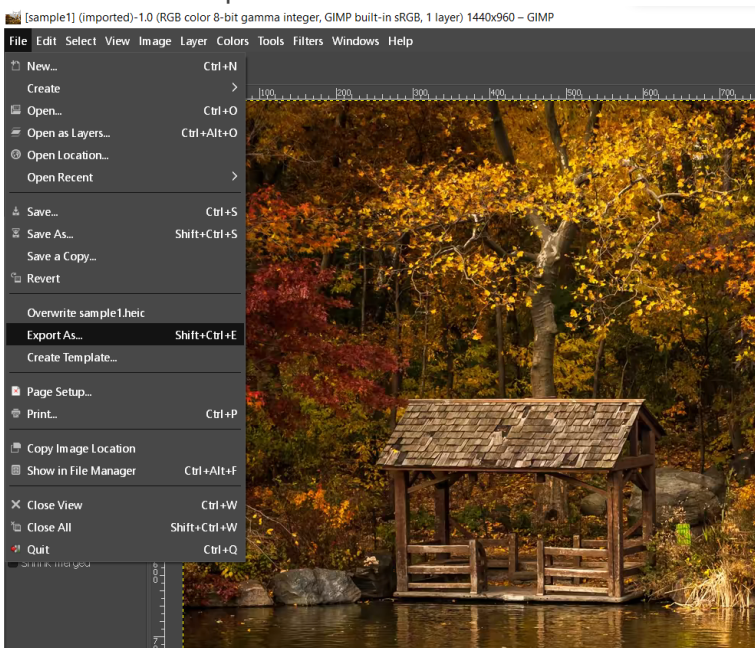 [sample1] (imported)-1.0 (RGB color 8-bit gamma integer, GIMP built-in sRGB, 1 layer) 1440x960 – GIMP
File Edit Select View Image Layer Colors Tools Filters Windows Help
New... Ctrl+N
Create
Open... Ctrl+O
Open as Layers... Ctrl+Alt+O
Open Location...
Open Recent
Save... Ctrl+S
Save As... Shift+Ctrl+S
Save a Copy...
Revert
Overwrite sample1.heic
Export As... Shift+Ctrl+E
Create Template...
Page Setup...
Print... Ctrl+P
Copy Image Location
Show in File Manager Ctrl+Alt+F
Close View Ctrl+W
Close All Shift+Ctrl+W
Quit Ctrl+Q
Shrink merged
100 200 300 400 500 600 700
6
0
0
7